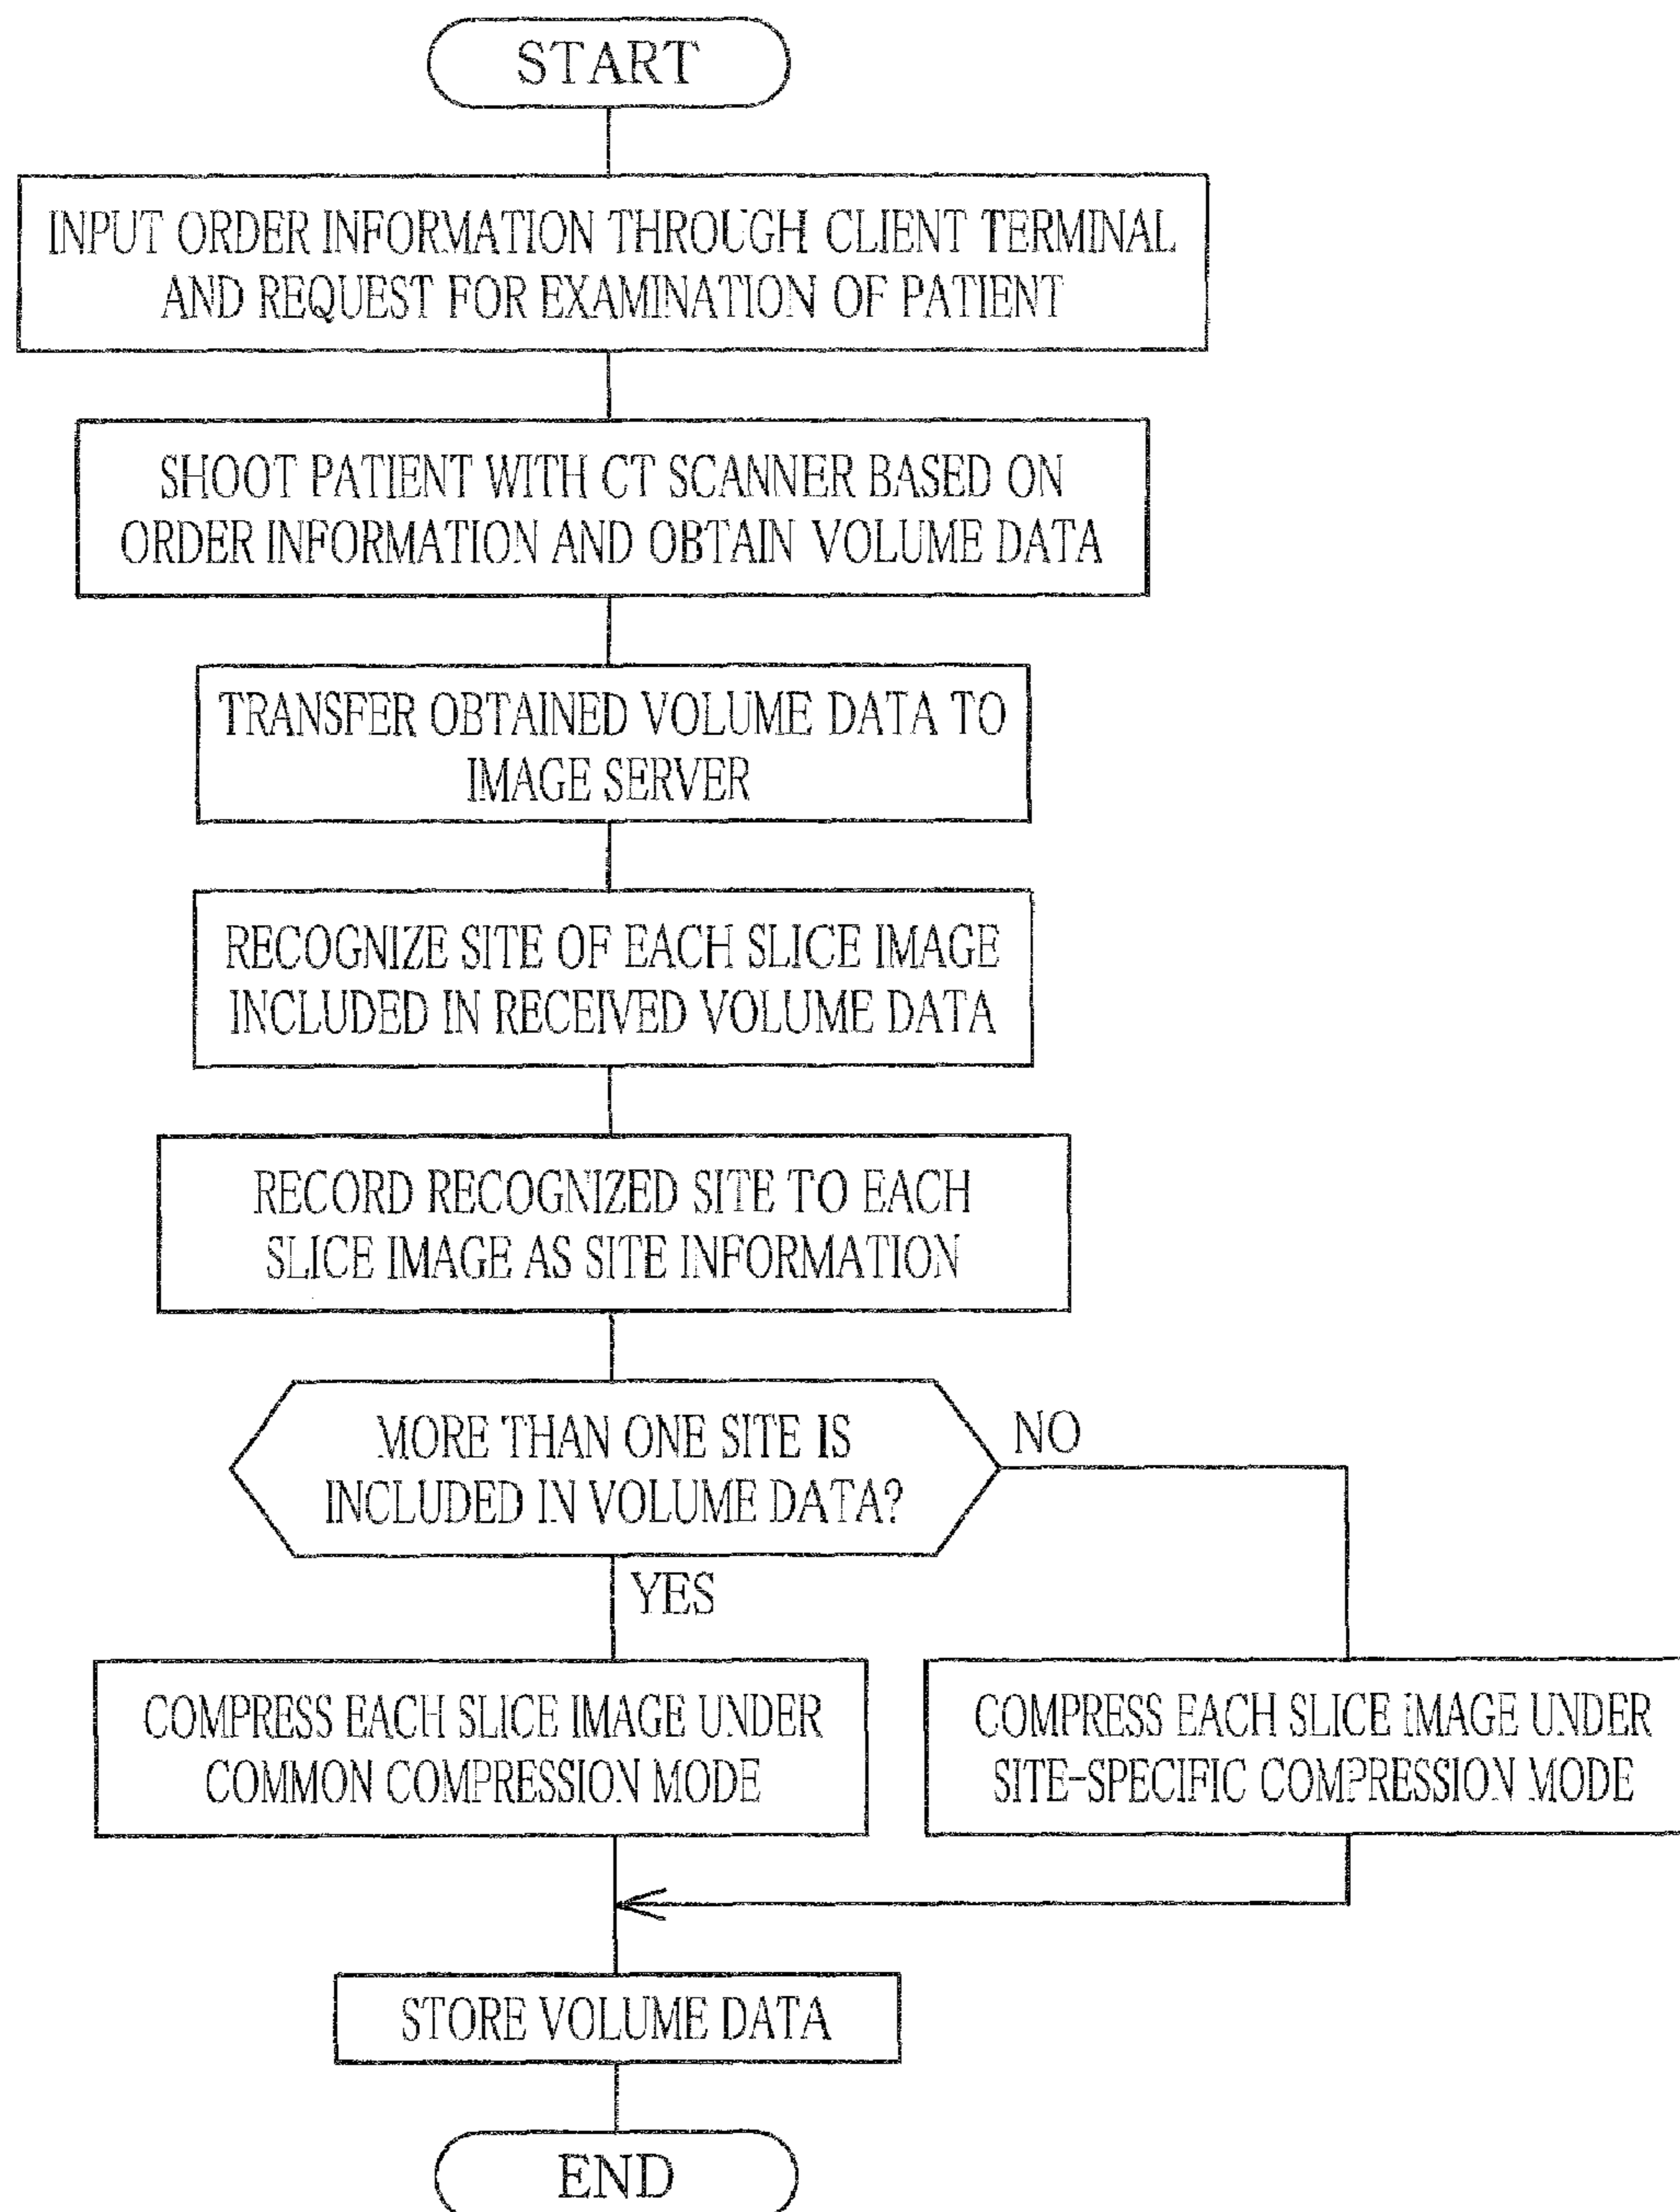 START
INPUT ORDER INFORMATION THROUGH CLIENT TERMINAL
AND REQUEST FOR EXAMINATION OF PATIENT
SHOOT PATIENT WITH CT SCANNER BASED ON
ORDER INFORMATION AND OBTAIN VOLUME DATA
TRANSFER OBTAINED VOLUME DATA TO
IMAGE SERVER
RECOGNIZE SITE OF EACH SLICE IMAGE
INCLUDED IN RECEIVED VOLUME DATA
RECORD RECOGNIZED SITE TO EACH
SLICE IMAGE AS SITE INFORMATION
MORE THAN ONE SITE IS
INCLUDED IN VOLUME DATA?
NO
YES
COMPRESS EACH SLICE IMAGE UNDER
COMMON COMPRESSION MODE
COMPRESS EACH SLICE IMAGE UNDER
SITE-SPECIFIC COMPRESSION MODE
STORE VOLUME DATA
END